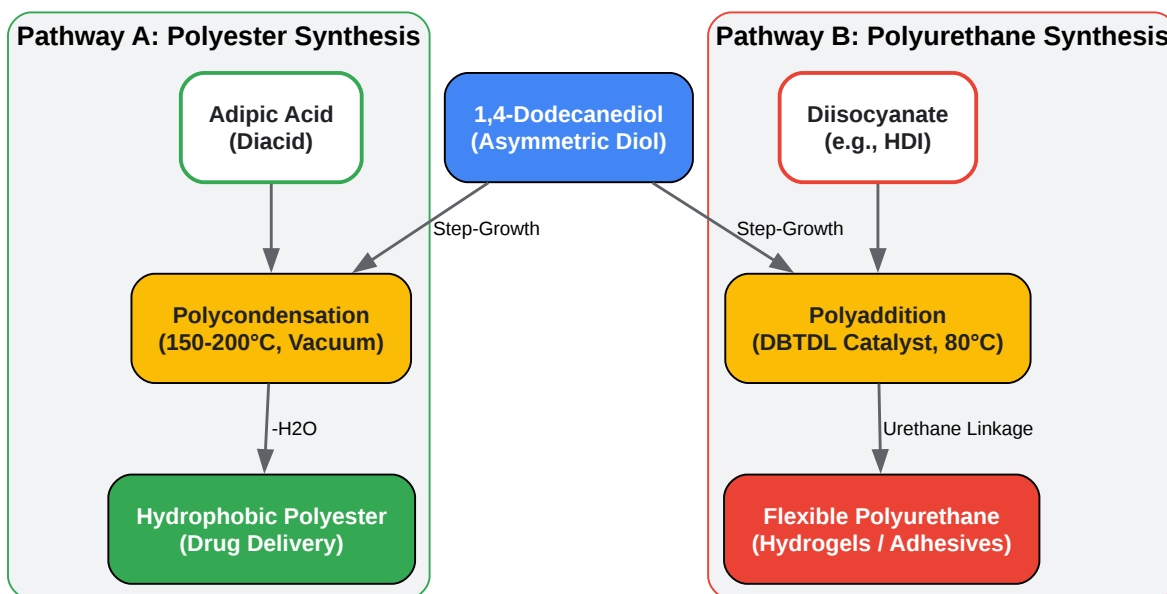 Pathway A: Polyester Synthesis
Pathway B: Polyurethane Synthesis
Adipic Acid
(Diacid)
1,4-Dodecanediol
(Asymmetric Diol)
Diisocyanate
(e.g., HDI)
Step-Growth
Step-Growth
Polycondensation
(150-200°C, Vacuum)
Polyaddition
(DBTDL Catalyst, 80°C)
-H2O
Urethane Linkage
Hydrophobic Polyester
(Drug Delivery)
Flexible Polyurethane
(Hydrogels / Adhesives)